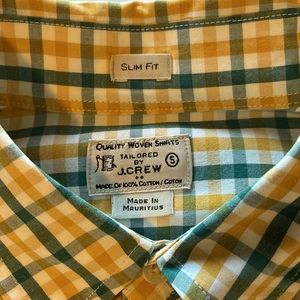 SLIM FIT
QUALITY WOVEN SHIRTS
TAILORED
BY
J.CREW
S
MADE OF 100% COTTON / COTON
MADE IN
MAURITIUS